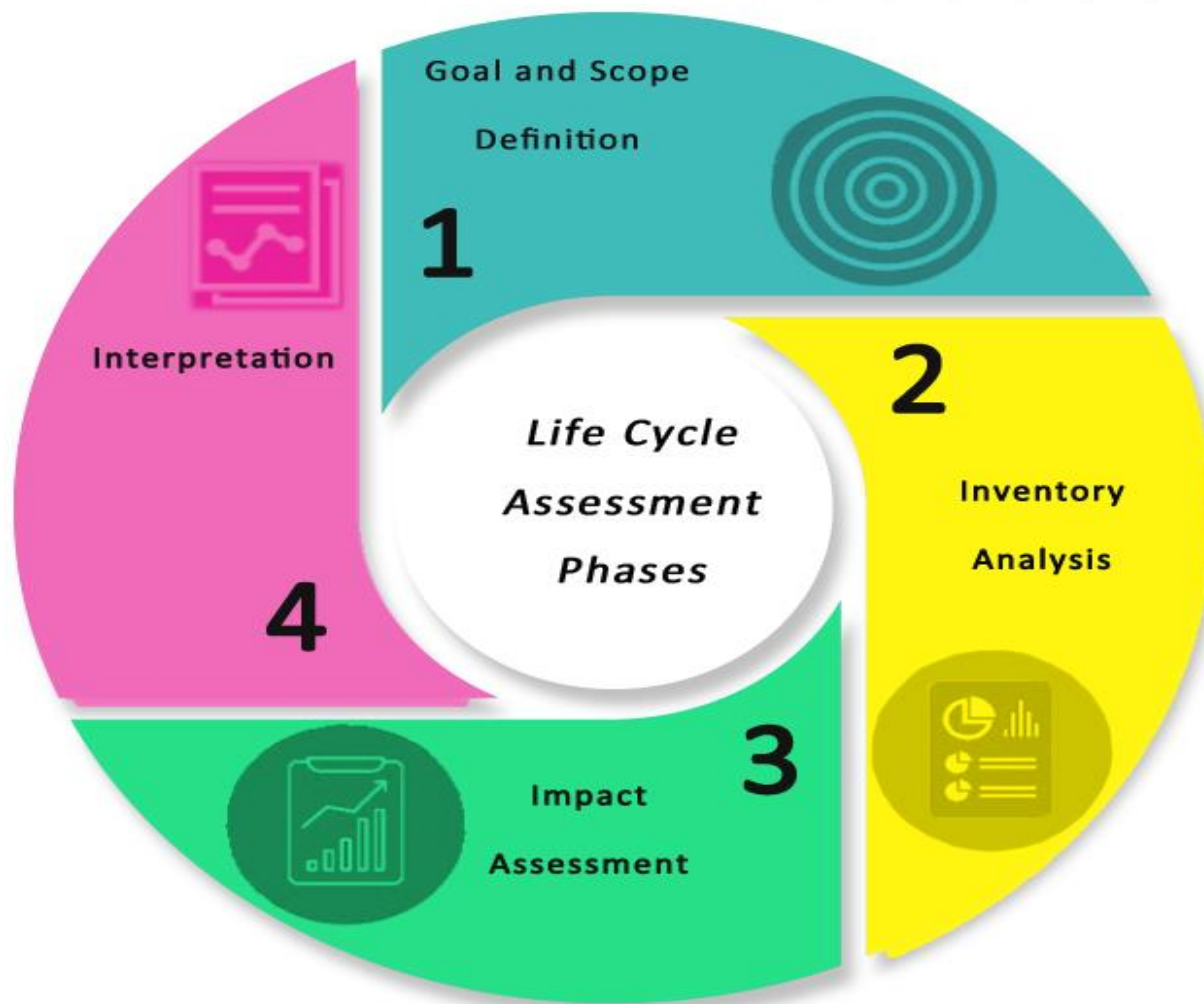 Goal and Scope
Definition
1
2
Inventory
Analysis
3
Impact
Assessment
4
Interpretation
Life Cycle
Assessment
Phases